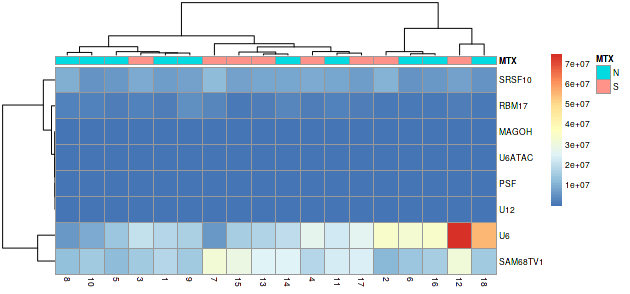 MTX
SRSF10
RBM17
MAGOH
U6ATAC
PSF
U12
U6
SAM68TV1
8 10 5 3 1 9 7 15 13 14 4 11 17 2 6 16 12 18
7e+07
6e+07
5e+07
4e+07
3e+07
2e+07
1e+07
MTX
N
S